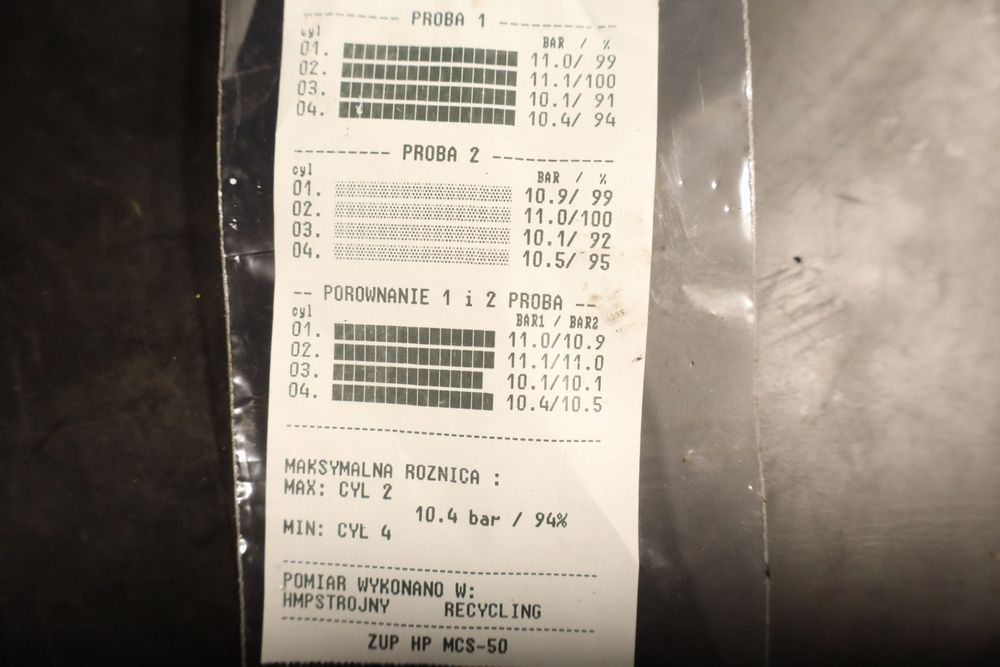 ---------- PROBA 1 ----------
cyl BAR / %
01. 11.0/ 99
02. 11.1/100
03. 10.1/ 91
04. 10.4/ 94
---------- PROBA 2 -------------
cyl BAR / %
01. 10.9/ 99
02. 11.0/100
03. 10.1/ 92
04. 10.5/ 95
-- POROWNANIE 1 i 2 PROBA --
cyl BAR1 / BAR2
01. 11.0/10.9
02. 11.1/11.0
03. 10.1/10.1
04. 10.4/10.5
MAKSYMALNA ROZNICA :
MAX: CYL 2
10.4 bar / 94%
MIN: CYL 4
POMIAR WYKONANO W:
HMPSTROJNY RECYCLING
ZUP HP MCS-50